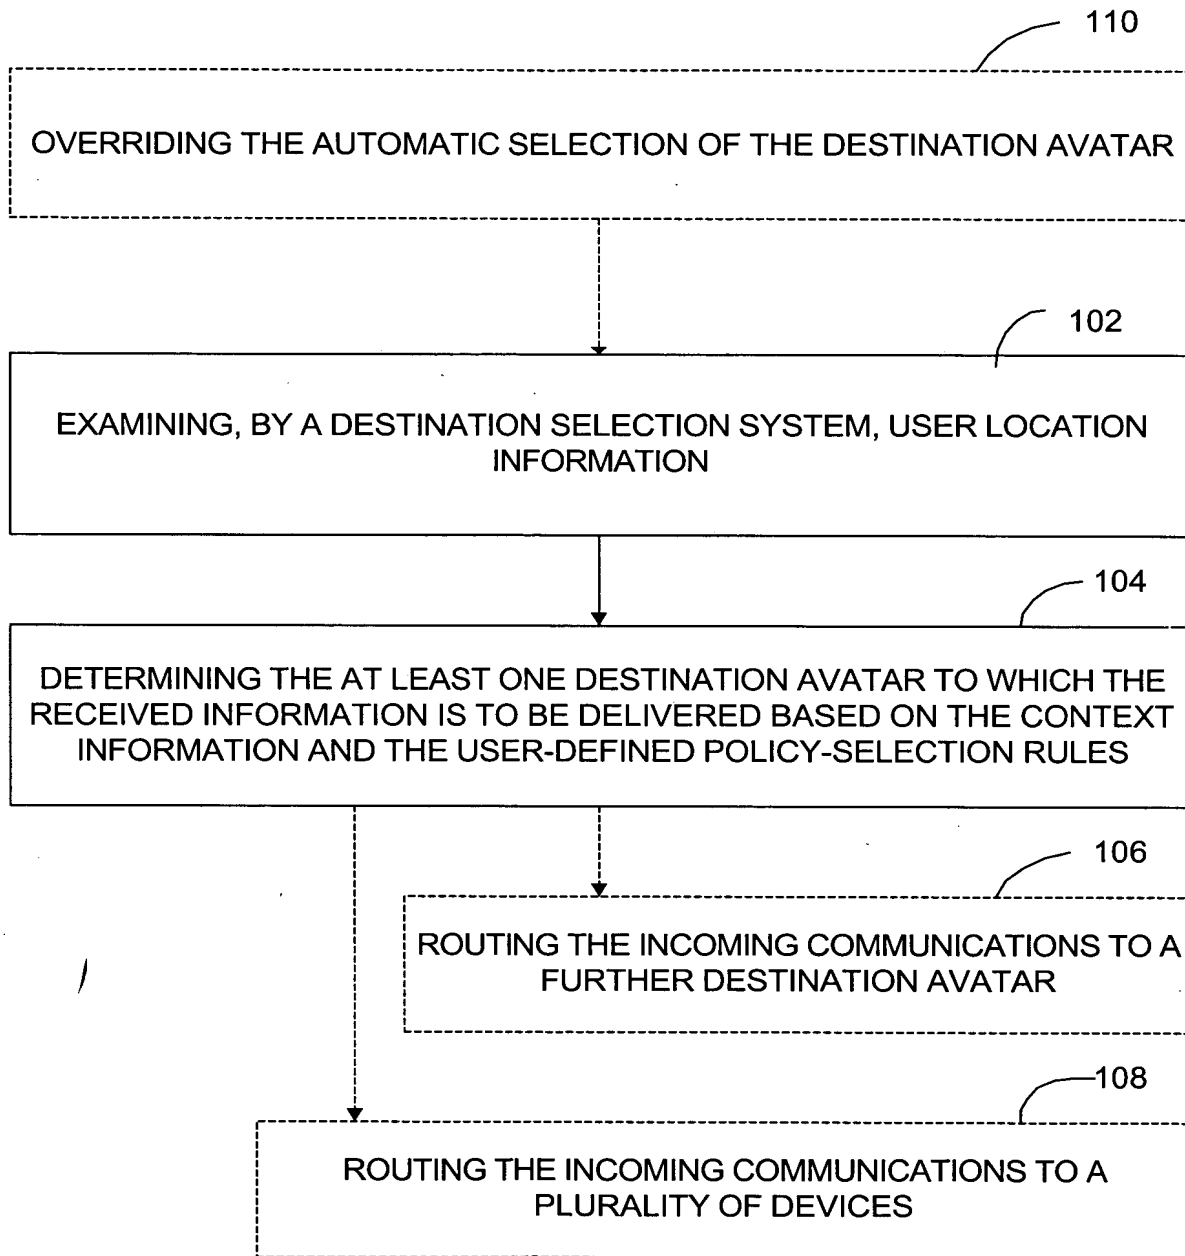 110
OVERRIDING THE AUTOMATIC SELECTION OF THE DESTINATION AVATAR
102
EXAMINING, BY A DESTINATION SELECTION SYSTEM, USER LOCATION
INFORMATION
104
DETERMINING THE AT LEAST ONE DESTINATION AVATAR TO WHICH THE
RECEIVED INFORMATION IS TO BE DELIVERED BASED ON THE CONTEXT
INFORMATION AND THE USER-DEFINED POLICY-SELECTION RULES
106
ROUTING THE INCOMING COMMUNICATIONS TO A
FURTHER DESTINATION AVATAR
108
ROUTING THE INCOMING COMMUNICATIONS TO A
PLURALITY OF DEVICES